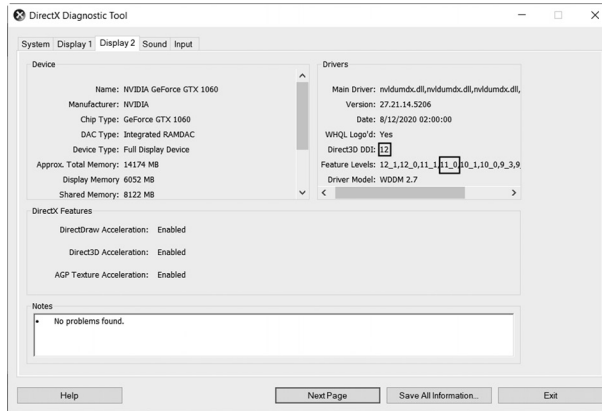 DirectX Diagnostic Tool
System Display 1 Display 2 Sound Input
Device
Name: NVIDIA GeForce GTX 1060
Manufacturer: NVIDIA
Chip Type: GeForce GTX 1060
DAC Type: Integrated RAMDAC
Device Type: Full Display Device
Approx. Total Memory: 14174 MB
Display Memory 6052 MB
Shared Memory: 8122 MB
Drivers
Main Driver: nvldumdx.dll,nvldumdx.dll,nvldumdx.dll,
Version: 27.21.14.5206
Date: 8/12/2020 02:00:00
WHQL Logo'd: Yes
Direct3D DDI: 12
Feature Levels: 12_1,12_0,11_1,11_0,10_1,10_0,9_3,9_
Driver Model: WDDM 2.7
DirectX Features
DirectDraw Acceleration: Enabled
Direct3D Acceleration: Enabled
AGP Texture Acceleration: Enabled
Notes
• No problems found.
Help Next Page Save All Information... Exit